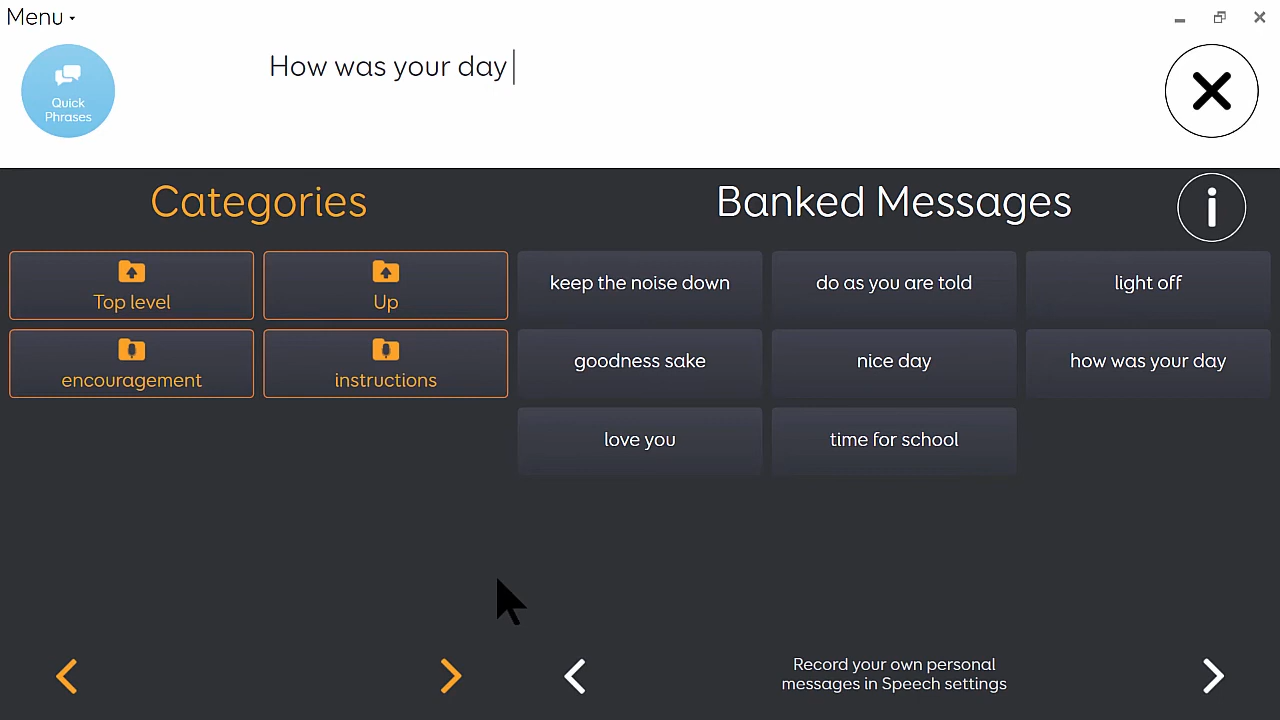 Menu
Quick
Phrases
How was your day
Categories
Banked Messages
Top level
Up
encouragement
instructions
keep the noise down
do as you are told
light off
goodness sake
nice day
how was your day
love you
time for school
Record your own personal
messages in Speech settings